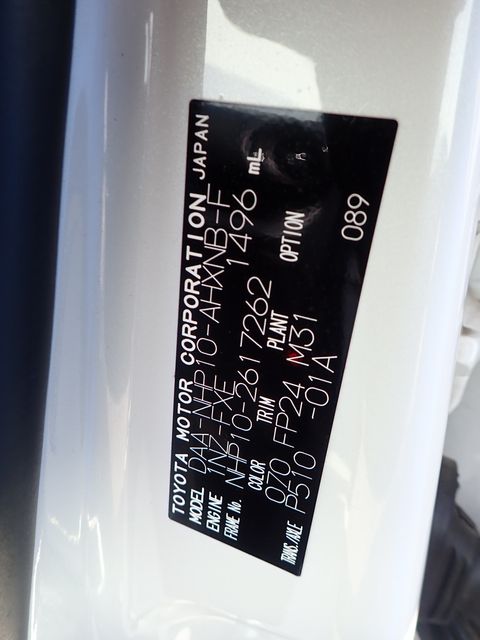 TOYOTA MOTOR CORPORATION JAPAN
MODEL DAA-NHP10-AHXNB-F
ENGINE 1NZ-FXE 1496 mL
FRAME No. NHP10-2617262
COLOR TRIM PLANT OPTION
070 FP24 M31
TRANS./AXLE P510 -01A 089